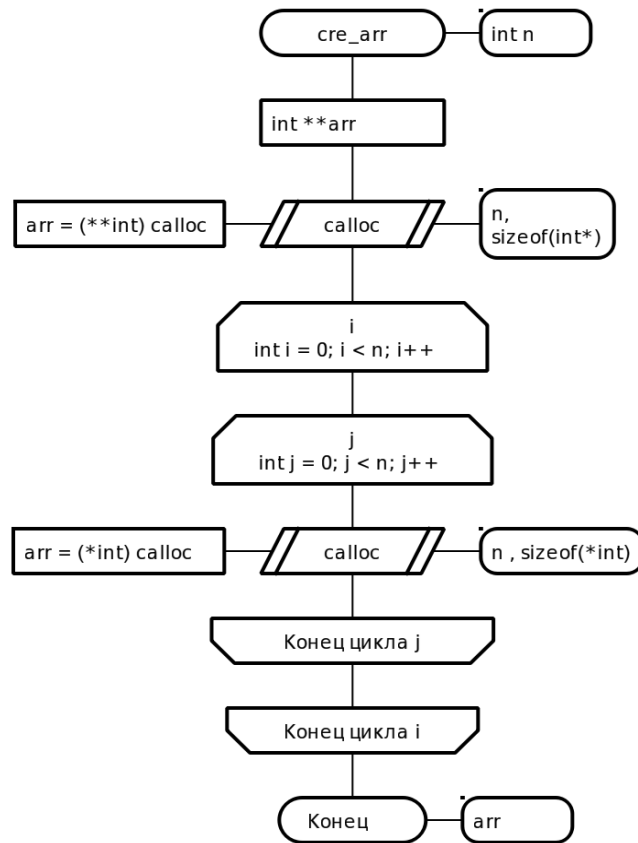 cre_arr
int n
int **arr
arr = (**int) calloc
calloc
n,
sizeof(int*)
i
int i = 0; i < n; i++
j
int j = 0; j < n; j++
arr = (*int) calloc
calloc
n , sizeof(*int)
Конец цикла j
Конец цикла i
Конец
arr